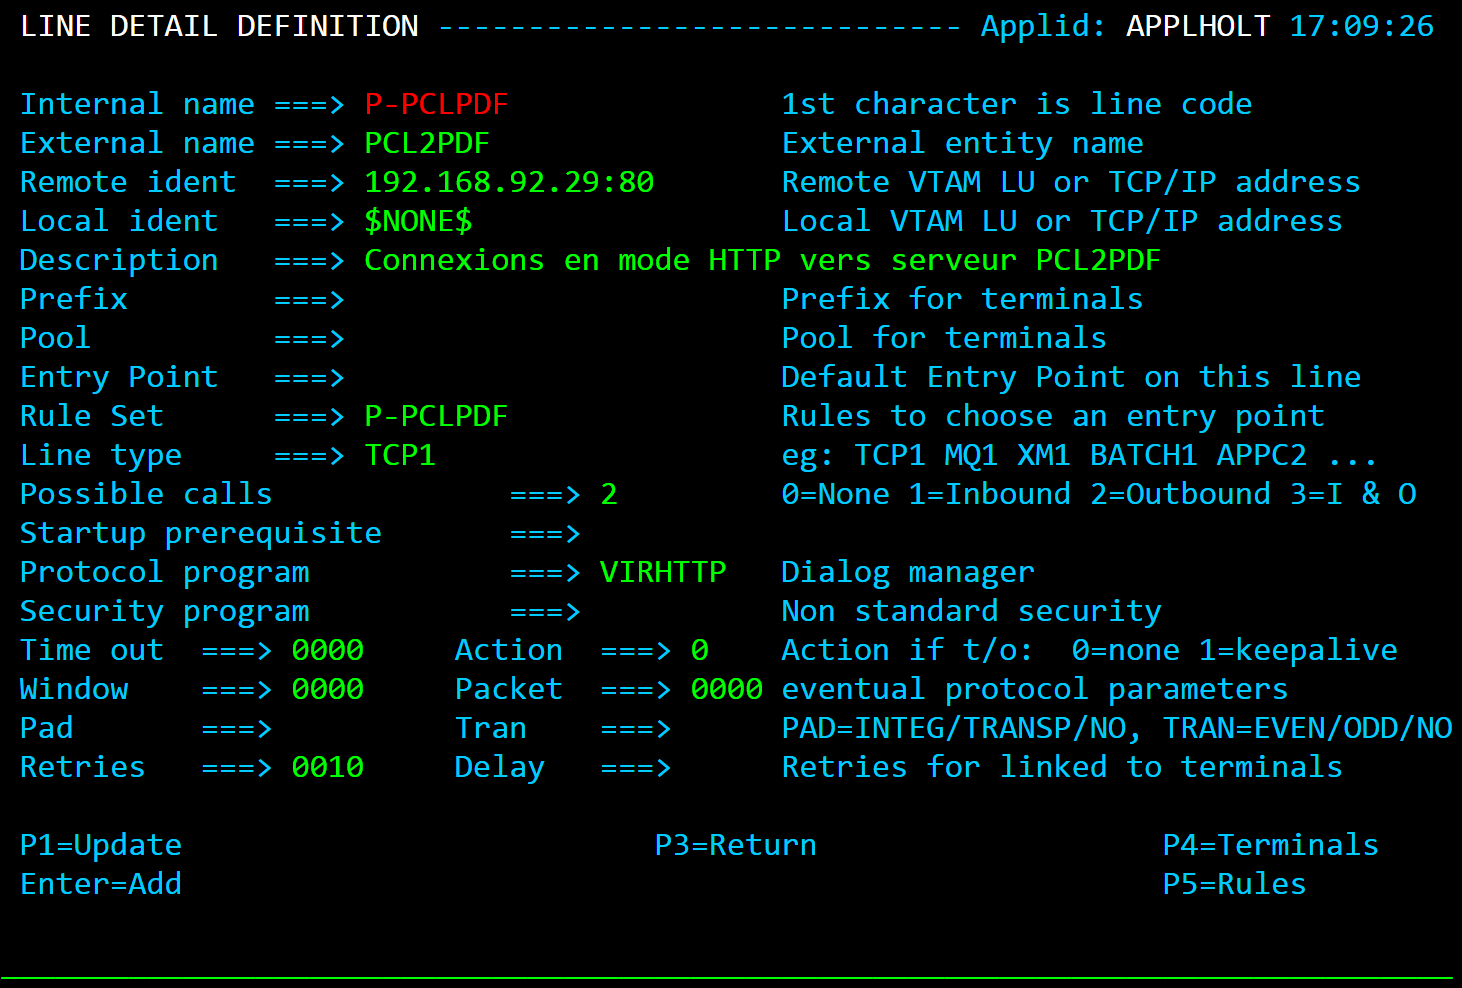 LINE DETAIL DEFINITION ----------------------------- Applid: APPLHOLT 17:09:26
Internal name ===> P-PCLPDF 1st character is line code
External name ===> PCL2PDF External entity name
Remote ident ===> 192.168.92.29:80 Remote VTAM LU or TCP/IP address
Local ident ===> $NONE$ Local VTAM LU or TCP/IP address
Description ===> Connexions en mode HTTP vers serveur PCL2PDF
Prefix ===> Prefix for terminals
Pool ===> Pool for terminals
Entry Point ===> Default Entry Point on this line
Rule Set ===> P-PCLPDF Rules to choose an entry point
Line type ===> TCP1 eg: TCP1 MQ1 XM1 BATCH1 APPC2 ...
Possible calls ===> 2 0=None 1=Inbound 2=Outbound 3=I & O
Startup prerequisite ===>
Protocol program ===> VIRHTTP Dialog manager
Security program ===> Non standard security
Time out ===> 0000 Action ===> 0 Action if t/o: 0=none 1=keepalive
Window ===> 0000 Packet ===> 0000 eventual protocol parameters
Pad ===> Tran ===> PAD=INTEG/TRANSP/NO, TRAN=EVEN/ODD/NO
Retries ===> 0010 Delay ===> Retries for linked to terminals
P1=Update P3=Return P4=Terminals
Enter=Add P5=Rules